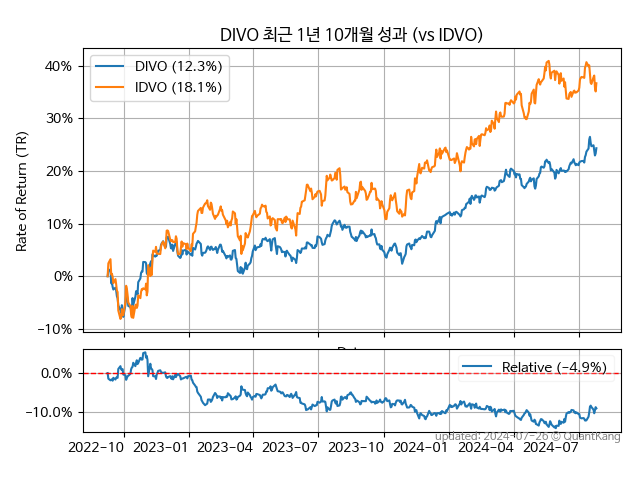 DIVO 최근 1년 10개월 성과 (vs IDVO)
Rate of Return (TR)
40%
30%
20%
10%
0%
−10%
DIVO (12.3%)
IDVO (18.1%)
0.0%
−10.0%
Relative (−4.9%)
updated: 2024-07-26 © QuantKang
2022−10 2023−01 2023−04 2023−07 2023−10 2024−01 2024−04 2024−07